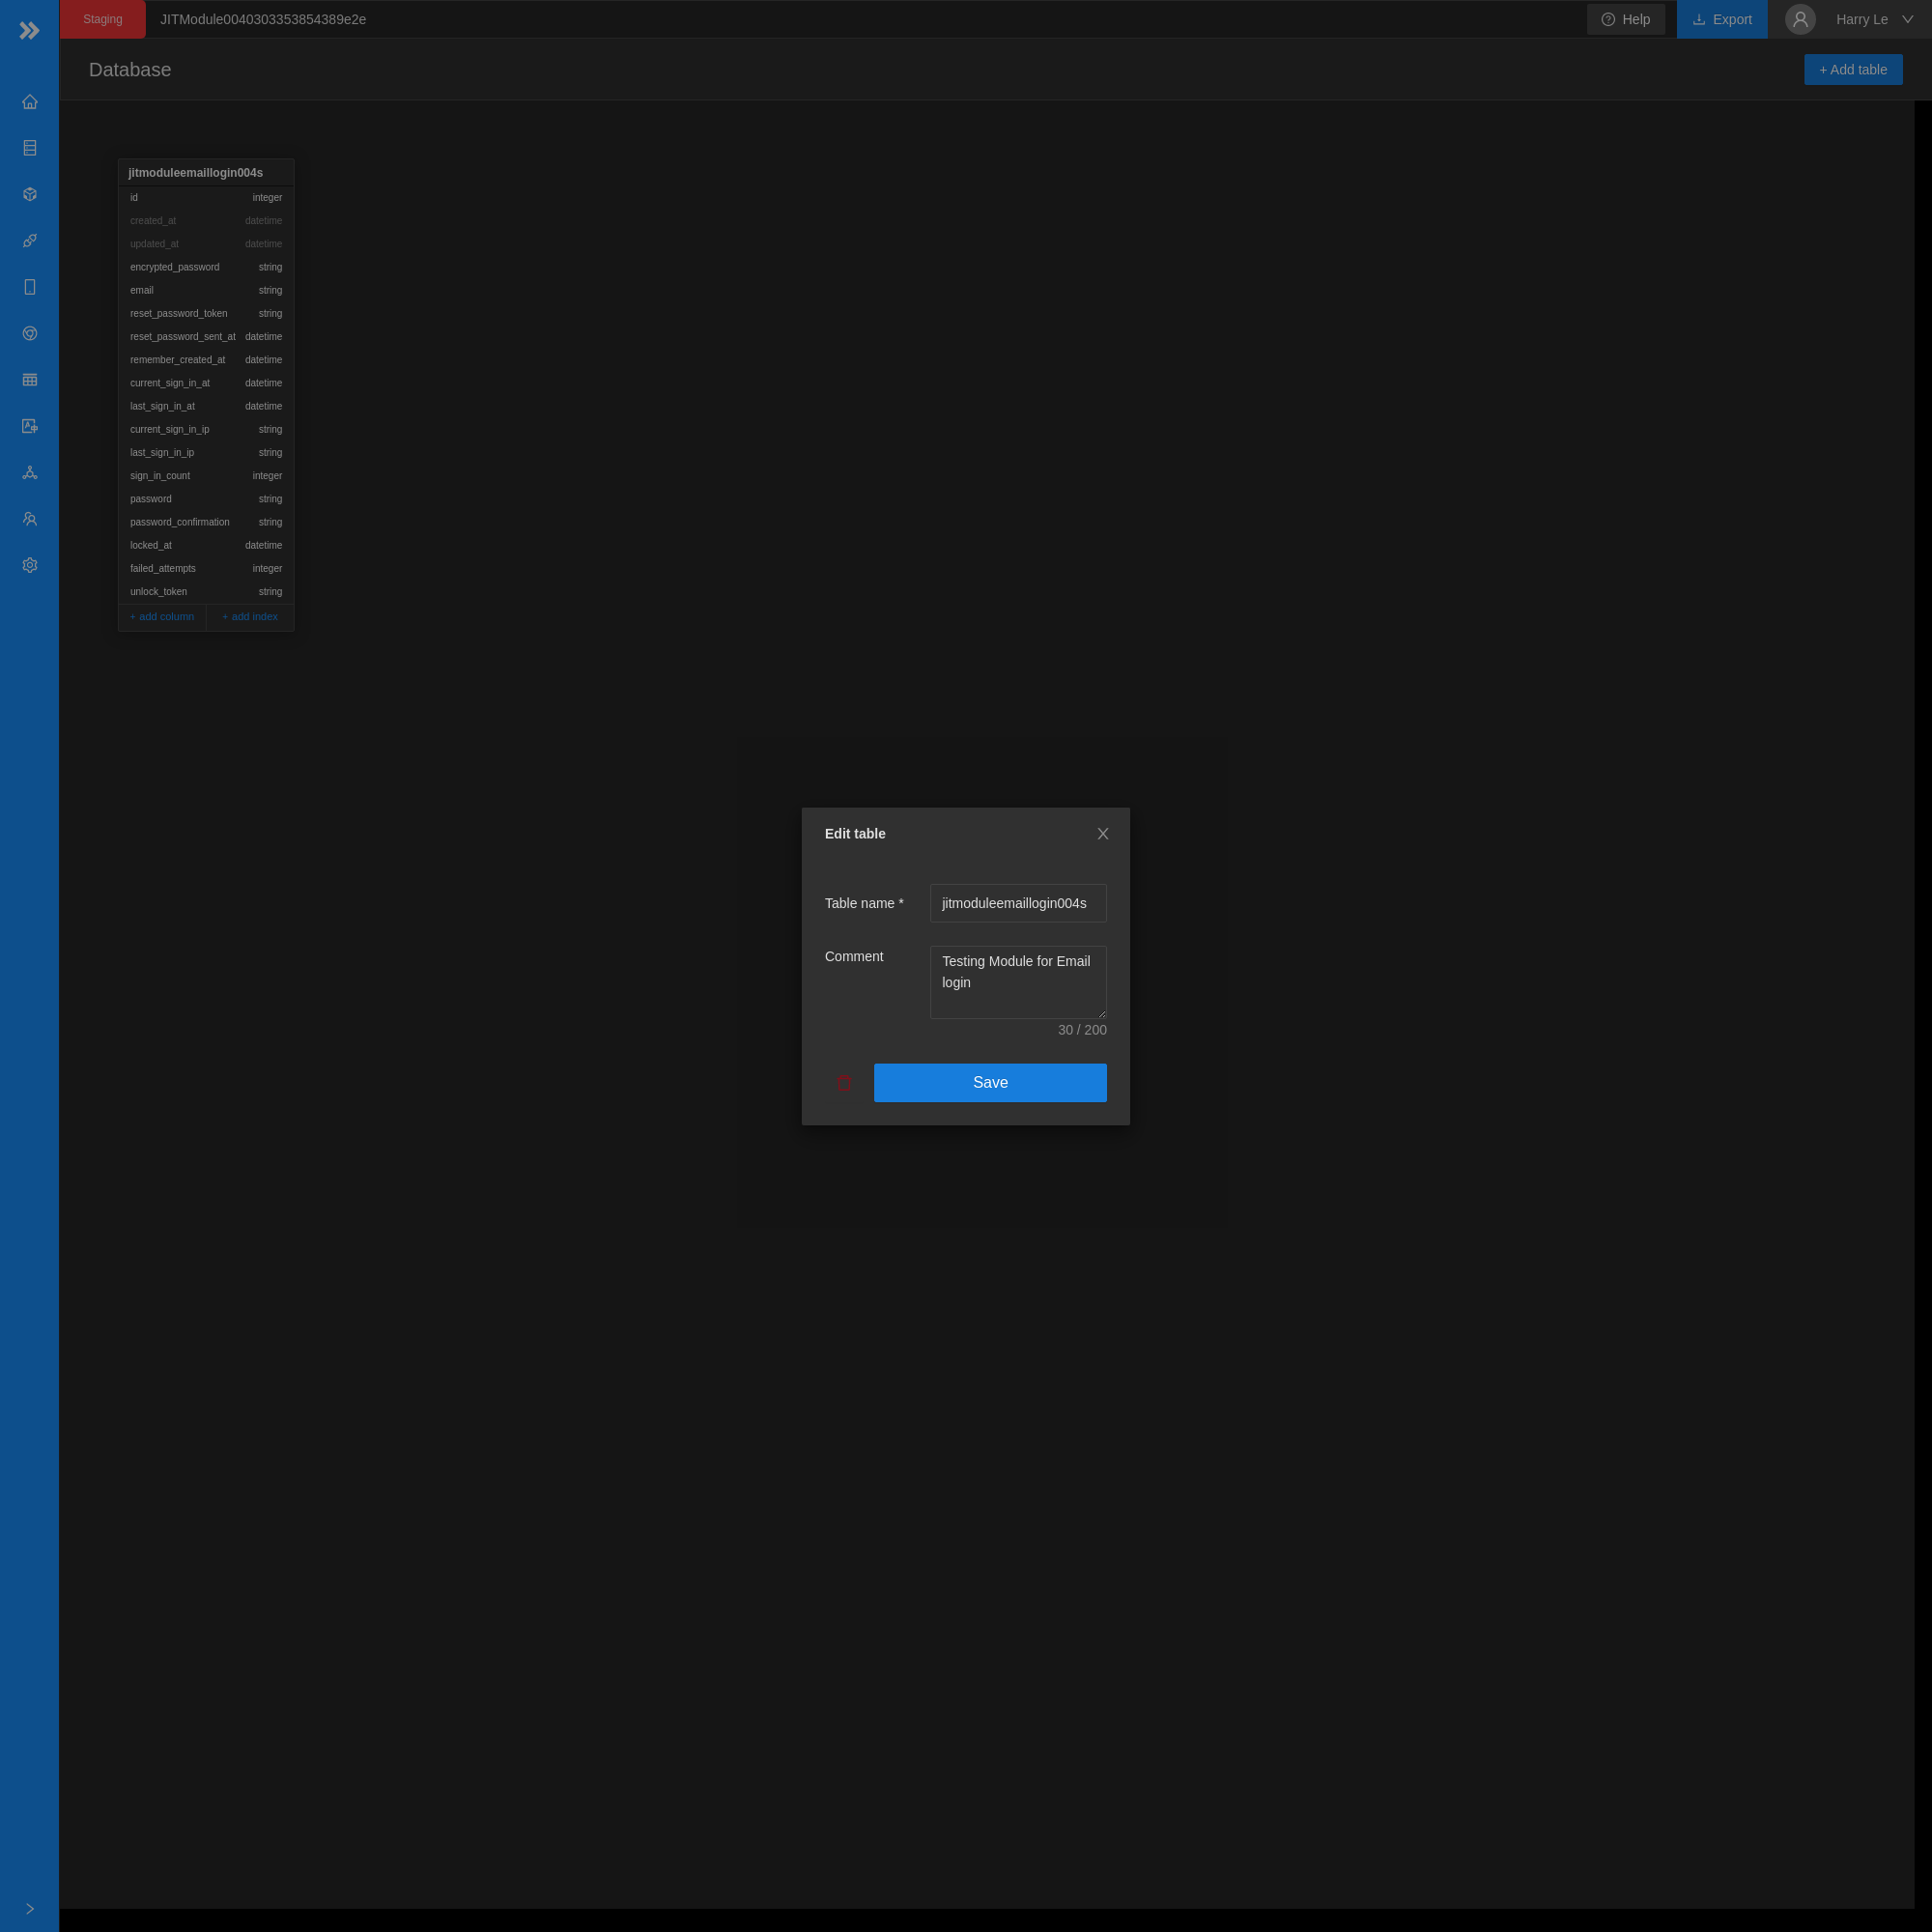 Staging JITModule0040303353854389e2e Help Export Harry Le
Database + Add table
jitmoduleemaillogin004s
id integer
created_at datetime
updated_at datetime
encrypted_password string
email string
reset_password_token string
reset_password_sent_at datetime
remember_created_at datetime
current_sign_in_at datetime
last_sign_in_at datetime
current_sign_in_ip string
last_sign_in_ip string
sign_in_count integer
password string
password_confirmation string
locked_at datetime
failed_attempts integer
unlock_token string
+ add column + add index
Edit table
Table name * jitmoduleemaillogin004s
Comment Testing Module for Email
login
30 / 200
Save